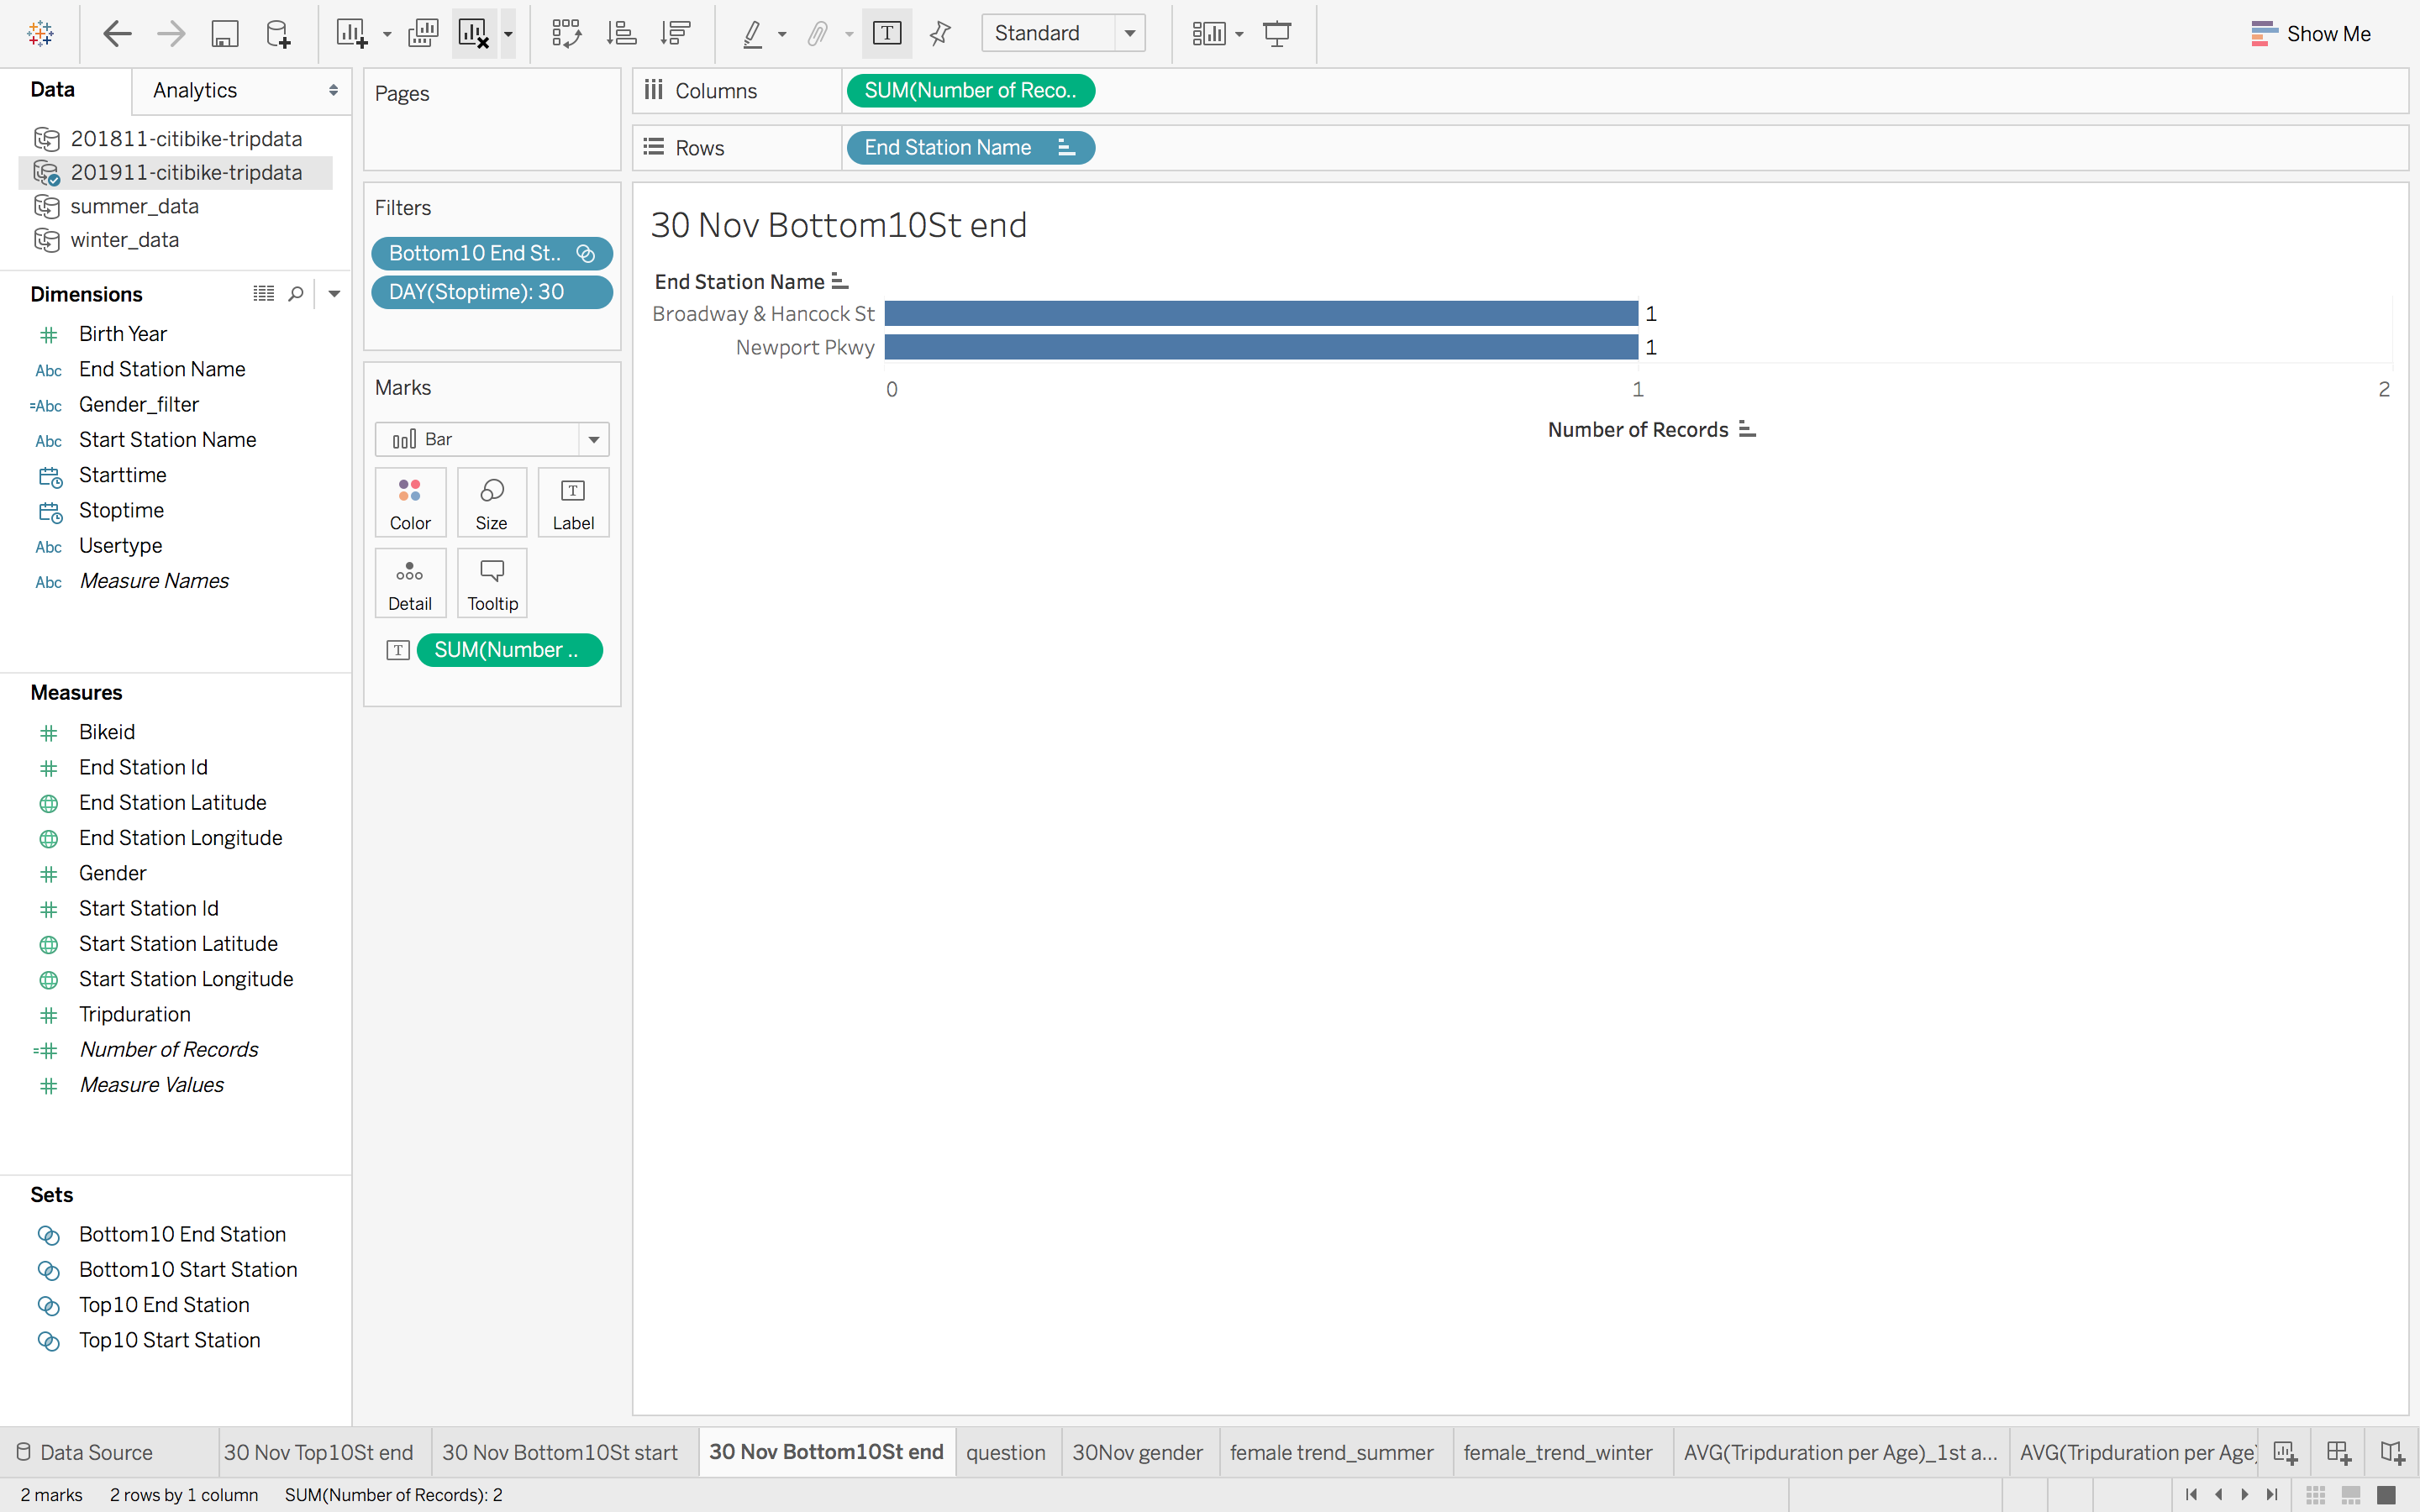 Standard
Show Me
Data
Analytics
201811-citibike-tripdata
201911-citibike-tripdata
summer_data
winter_data
Dimensions
Birth Year
Abc End Station Name
=Abc Gender_filter
Abc Start Station Name
Starttime
Stoptime
Abc Usertype
Abc Measure Names
Measures
Bikeid
End Station Id
End Station Latitude
End Station Longitude
Gender
Start Station Id
Start Station Latitude
Start Station Longitude
Tripduration
Number of Records
Measure Values
Sets
Bottom10 End Station
Bottom10 Start Station
Top10 End Station
Top10 Start Station
Pages
Filters
Bottom10 End St..
DAY(Stoptime): 30
Marks
Bar
Color Size T Label
Detail Tooltip
T SUM(Number ..
Columns SUM(Number of Reco..
Rows End Station Name
30 Nov Bottom10St end
End Station Name
Broadway & Hancock St 1
Newport Pkwy 1
0 1 2
Number of Records
Data Source 30 Nov Top10St end 30 Nov Bottom10St start 30 Nov Bottom10St end question 30Nov gender female trend_summer female_trend_winter AVG(Tripduration per Age)_1st a... AVG(Tripduration per Age)
2 marks 2 rows by 1 column SUM(Number of Records): 2